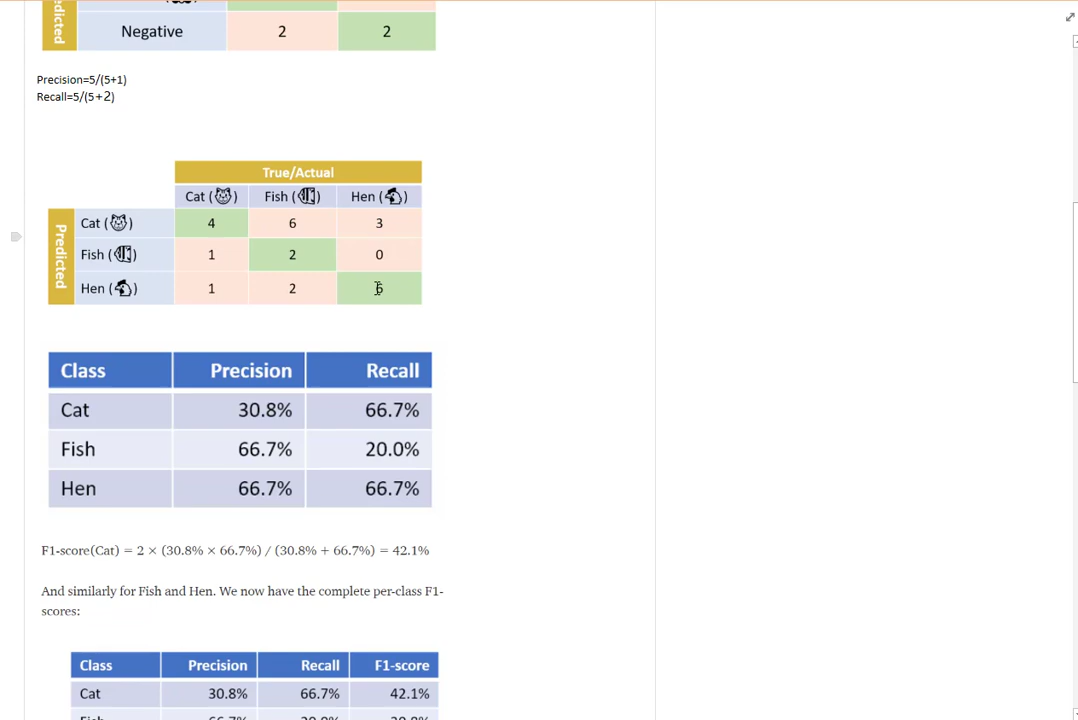 edicted
Negative 2 2
Precision=5/(5+1)
Recall=5/(5+2)
True/Actual
Cat ( ) Fish ( ) Hen ( )
Predicted
Cat ( ) 4 6 3
Fish ( ) 1 2 0
Hen ( ) 1 2 6
Class Precision Recall
Cat 30.8% 66.7%
Fish 66.7% 20.0%
Hen 66.7% 66.7%
F1-score(Cat) = 2 × (30.8% × 66.7%) / (30.8% + 66.7%) = 42.1%
And similarly for Fish and Hen. We now have the complete per-class F1-
scores:
Class Precision Recall F1-score
Cat 30.8% 66.7% 42.1%